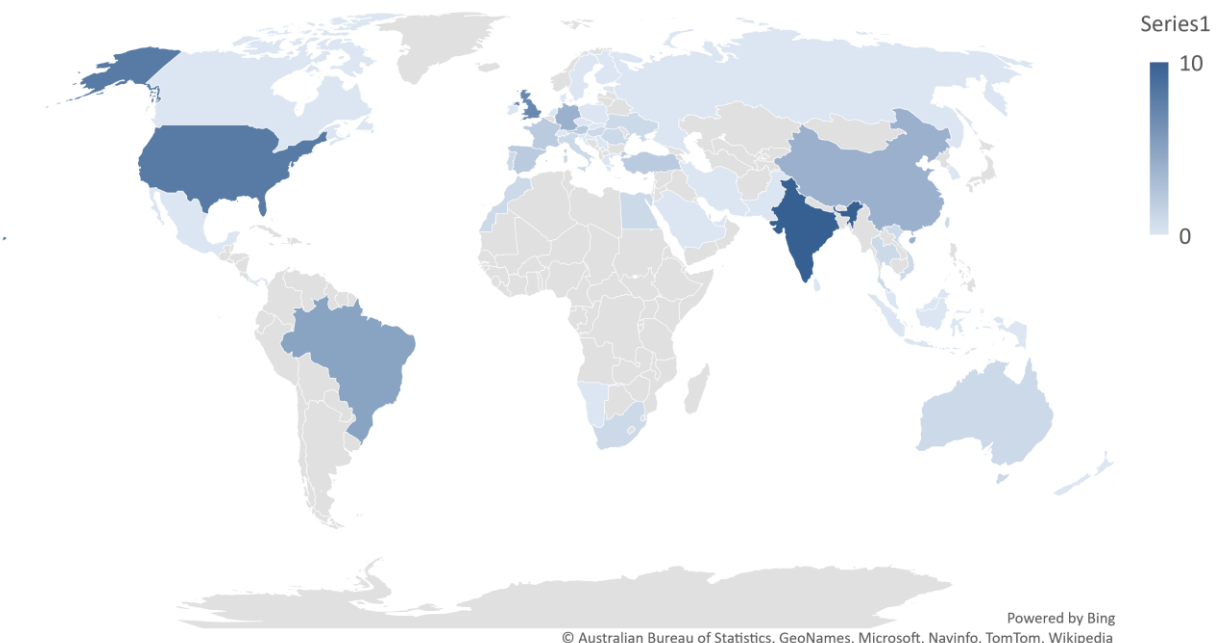 Series1
10
0
Powered by Bing
© Australian Bureau of Statistics, GeoNames, Microsoft, Navinfo, TomTom, Wikipedia